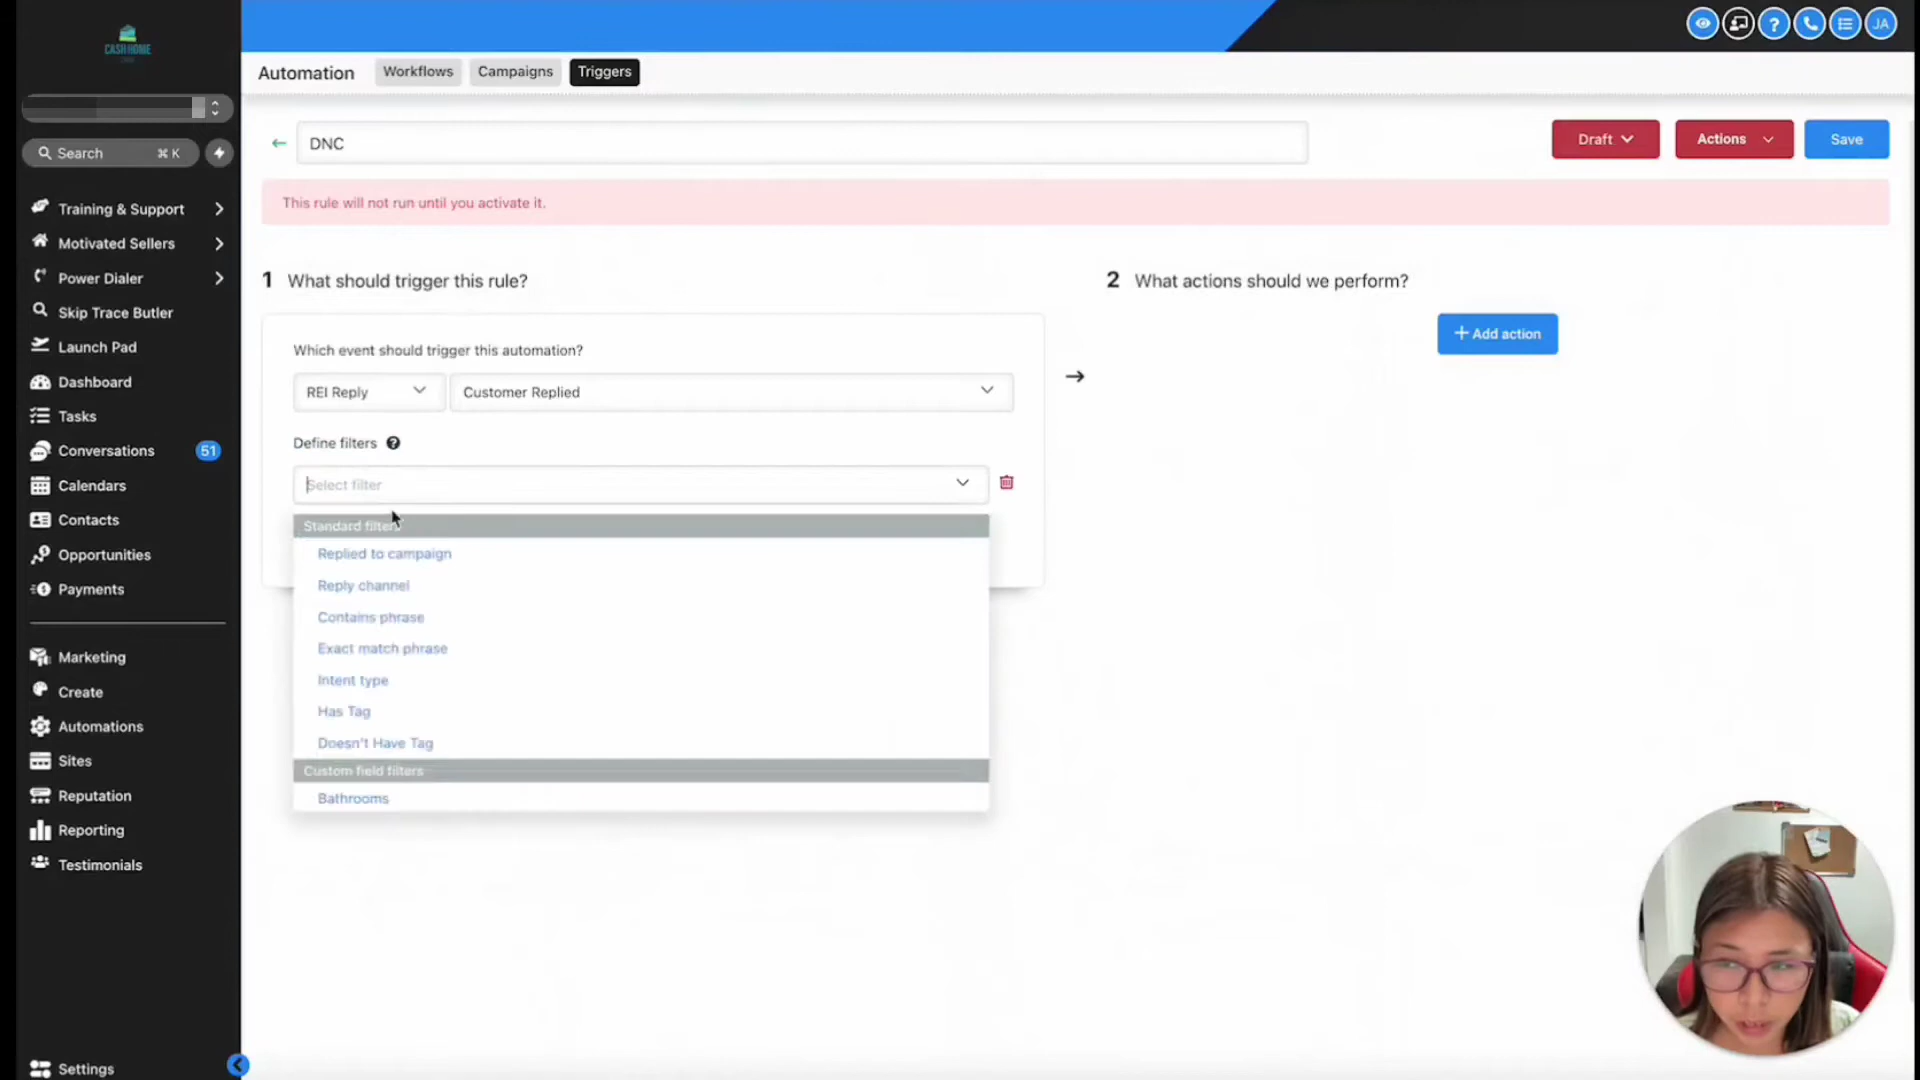 CASH HOME
JA
Automation
Workflows
Campaigns
Triggers
Search
⌘ K
DNC
Draft
Actions
Save
This rule will not run until you activate it.
Training & Support
Motivated Sellers
Power Dialer
Skip Trace Butler
Launch Pad
Dashboard
Tasks
Conversations
51
Calendars
Contacts
Opportunities
Payments
Marketing
Create
Automations
Sites
Reputation
Reporting
Testimonials
Settings
1 What should trigger this rule?
Which event should trigger this automation?
REI Reply
Customer Replied
Define filters
Select filter
Standard filters
Replied to campaign
Reply channel
Contains phrase
Exact match phrase
Intent type
Has Tag
Doesn't Have Tag
Custom field filters
Bathrooms
2 What actions should we perform?
+ Add action